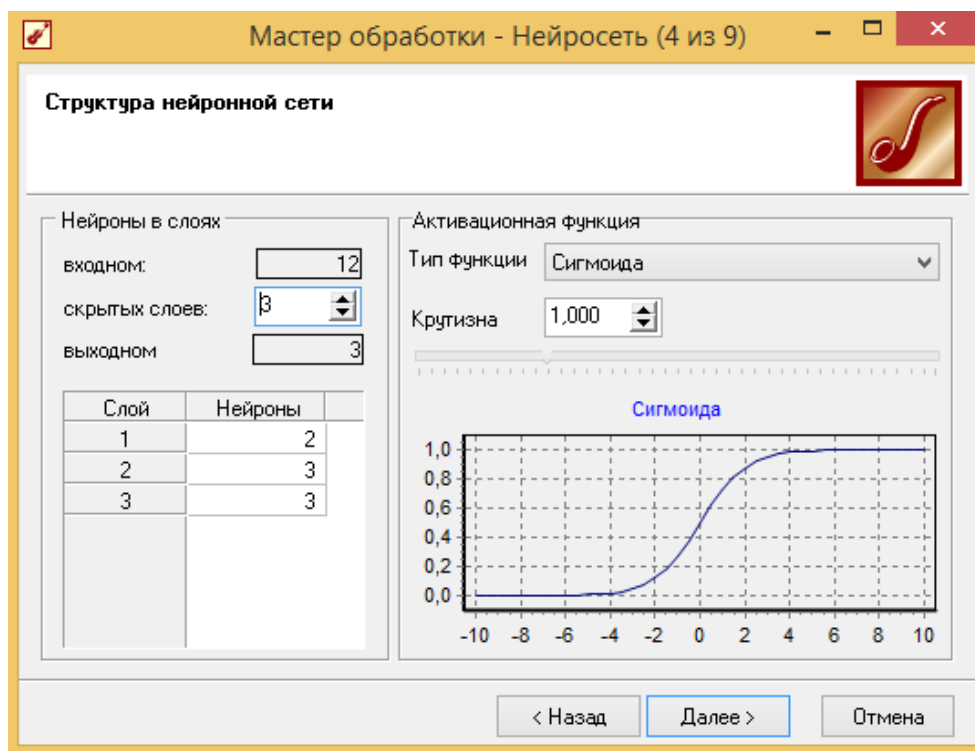 Мастер обработки - Нейросеть (4 из 9)
Структура нейронной сети
Нейроны в слоях
входном: 12
скрытых слоев: 3
выходном 3
Слой Нейроны
1 2
2 3
3 3
Активационная функция
Тип функции Сигмоида
Крутизна 1,000
Сигмоида
1,0
0,8
0,6
0,4
0,2
0,0
-10 -8 -6 -4 -2 0 2 4 6 8 10
< Назад Далее > Отмена